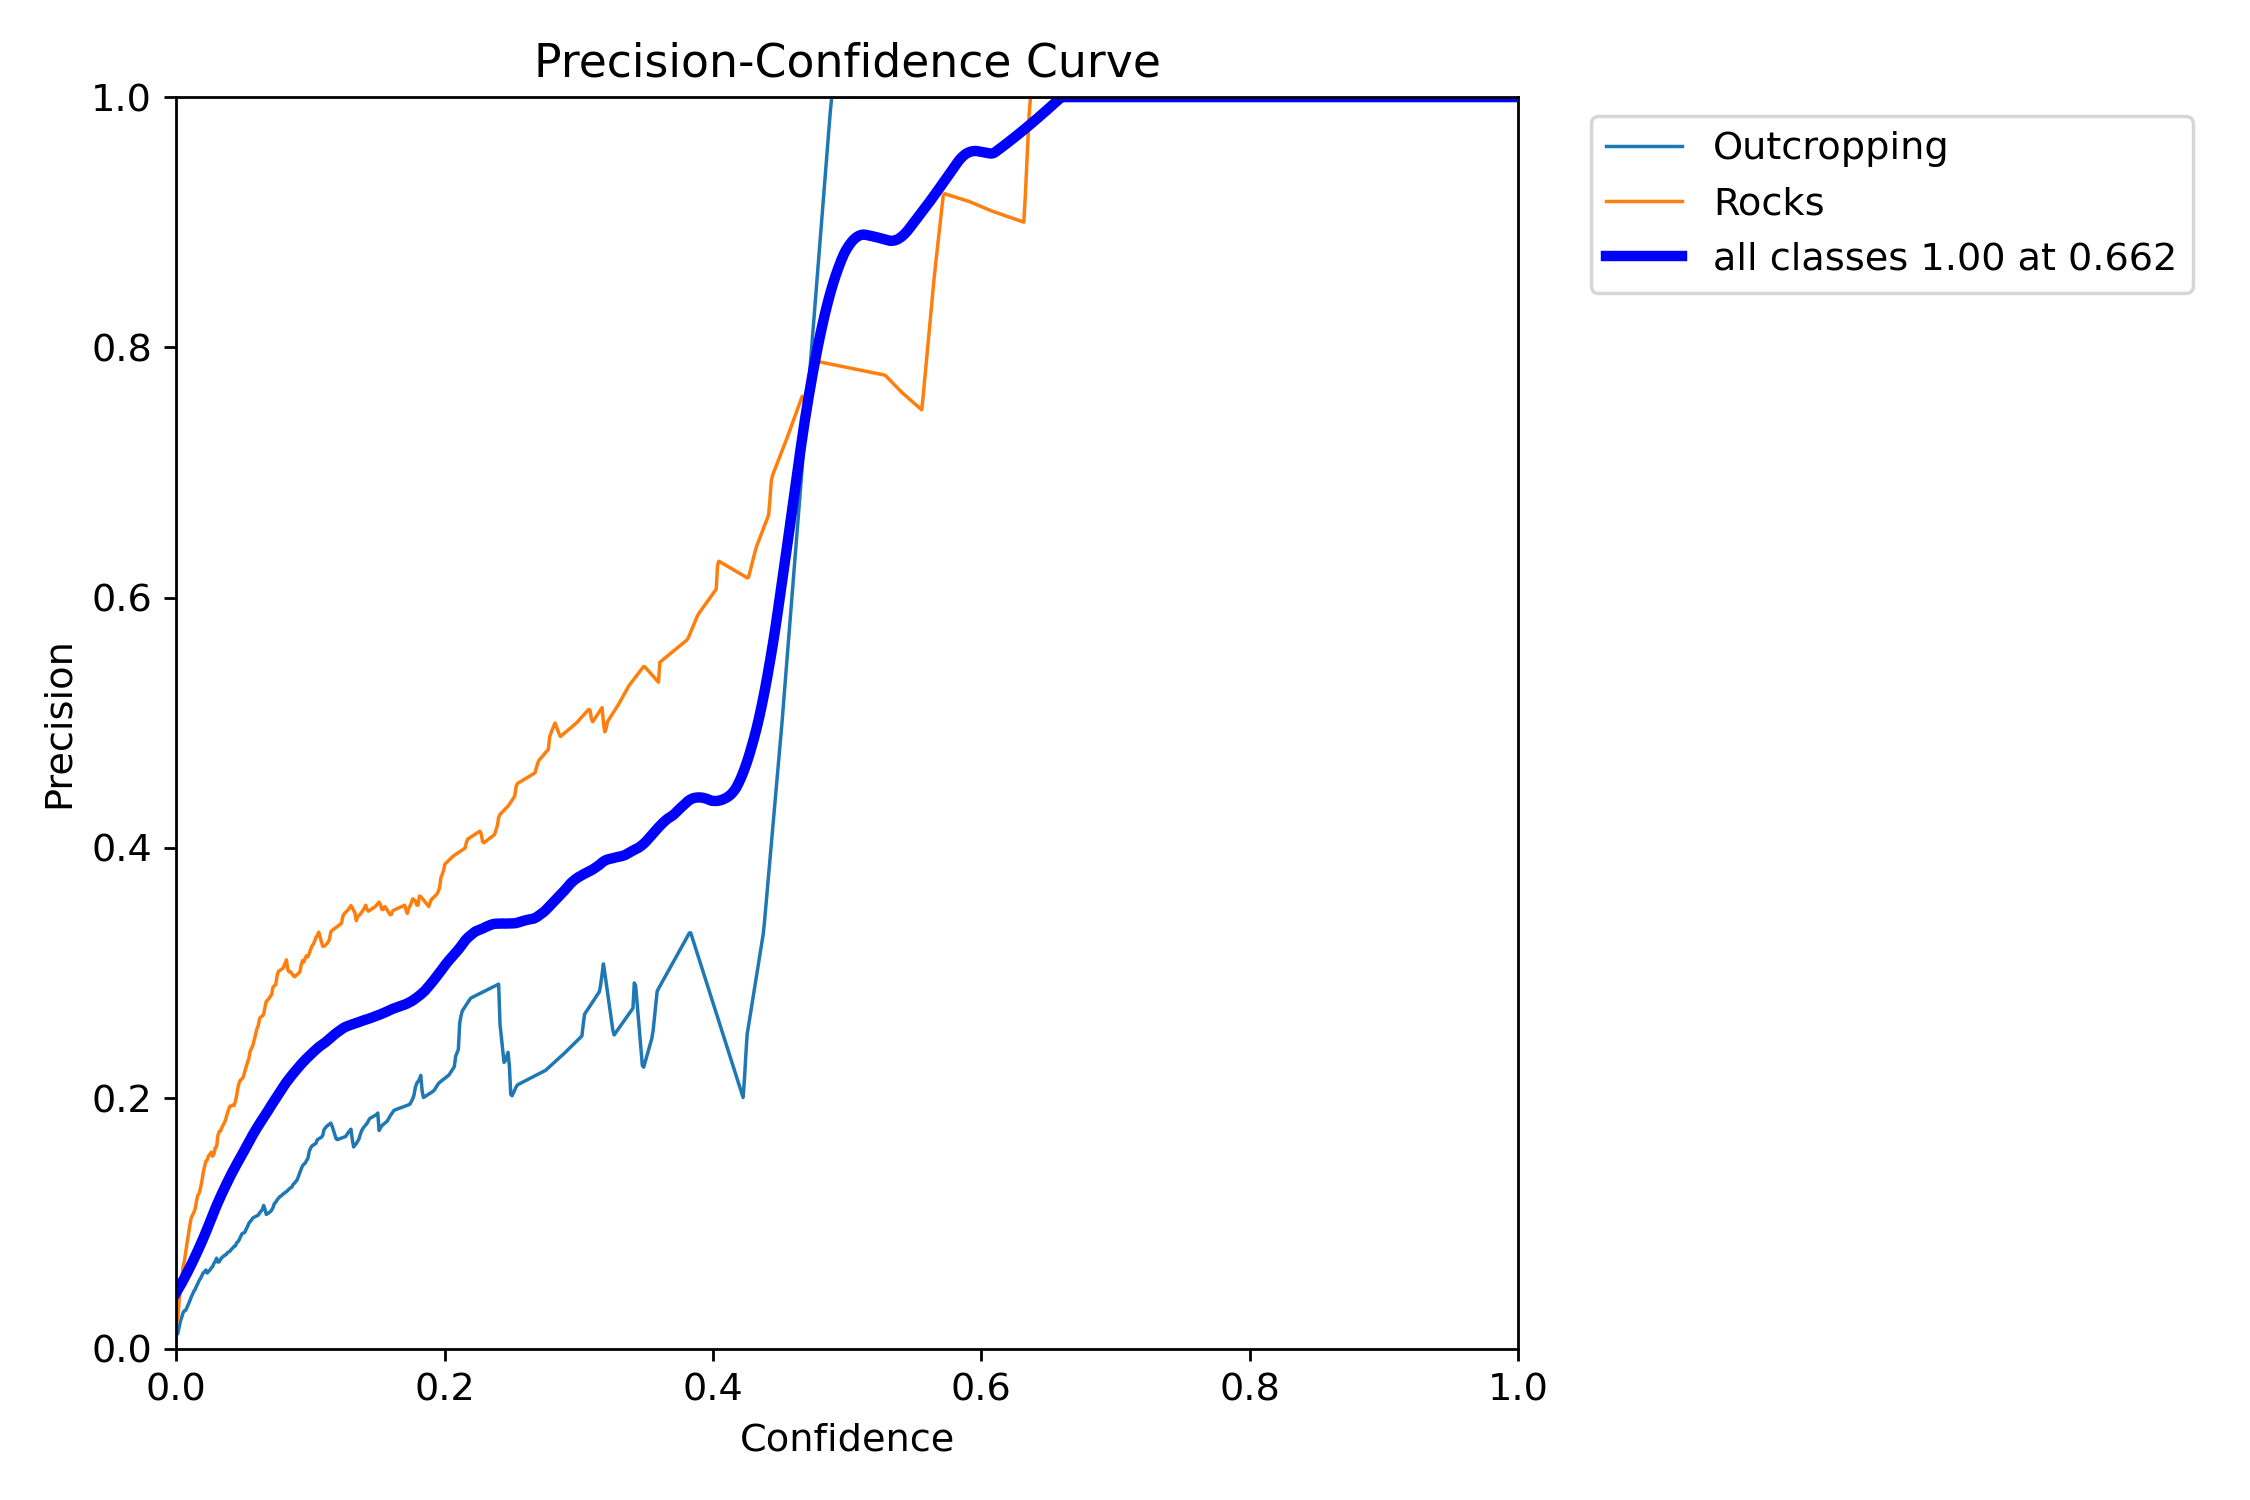 Precision-Confidence Curve
Outcropping
Rocks
all classes 1.00 at 0.662
Precision
1.0
0.8
0.6
0.4
0.2
0.0
0.0 0.2 0.4 0.6 0.8 1.0
Confidence